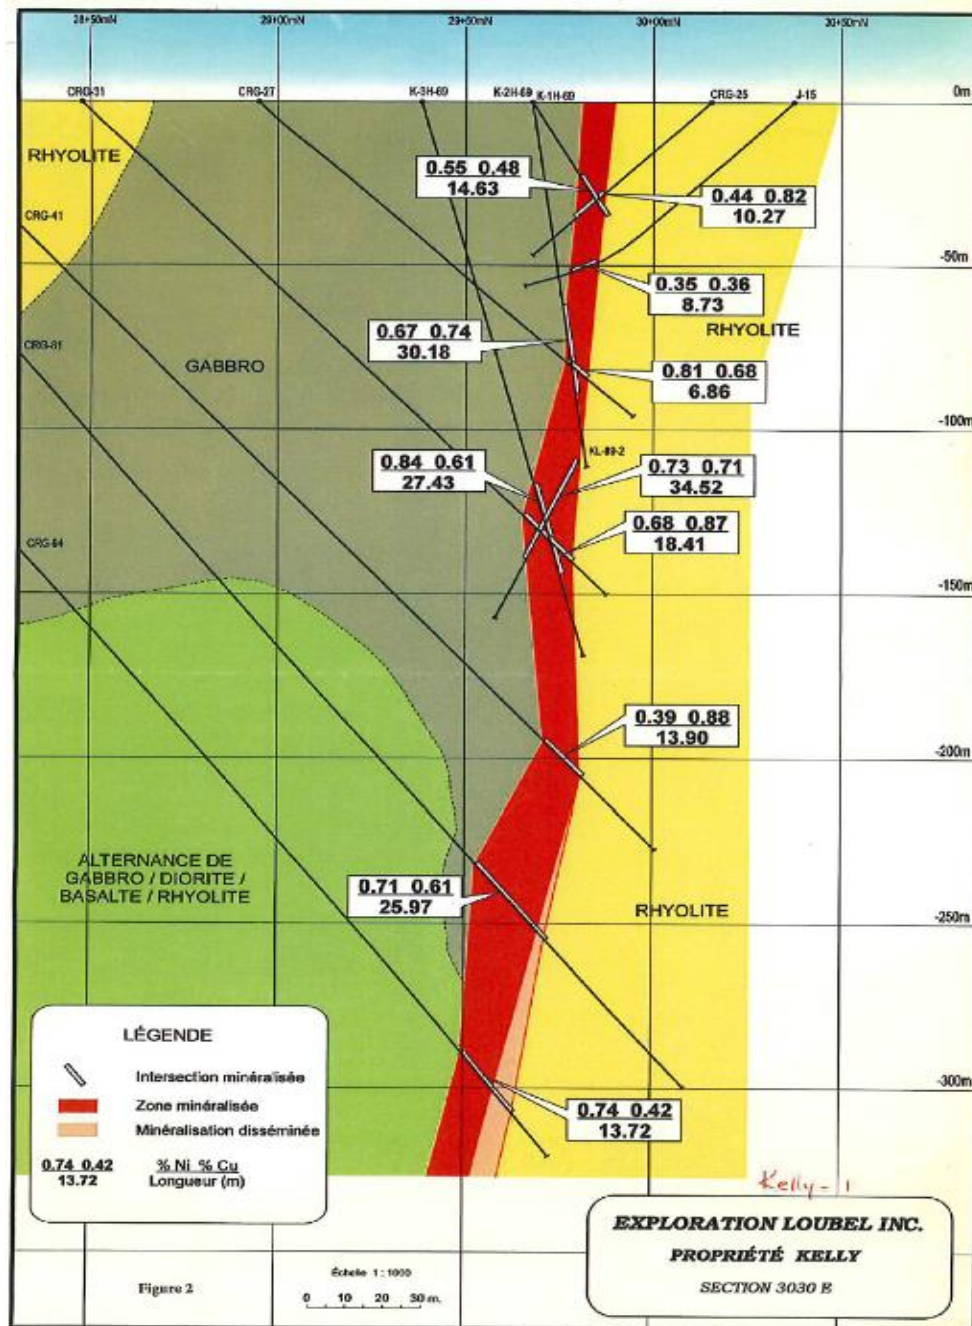 28+50mN
29+00mN
29+50mN
30+00mN
30+50mN
CRG-31
CRG-27
K-3H-69
K-2H-69
K-1H-69
CRG-25
J-15
0m
RHYOLITE
0.55 0.48
14.63
0.44 0.82
10.27
CRG-41
-50m
0.35 0.36
8.73
0.67 0.74
30.18
RHYOLITE
CRG-81
GABBRO
0.81 0.68
6.86
-100m
KL-89-2
0.84 0.61
27.43
0.73 0.71
34.52
0.68 0.87
18.41
CRG-84
-150m
0.39 0.88
13.90
-200m
ALTERNANCE DE
GABBRO / DIORITE /
BASALTE / RHYOLITE
0.71 0.61
25.97
RHYOLITE
-250m
LÉGENDE
Intersection minéralisée
Zone minéralisée
Minéralisation disséminée
0.74 0.42
13.72
% Ni % Cu
Longueur (m)
-300m
0.74 0.42
13.72
Kelly-1
EXPLORATION LOUBEL INC.
PROPRIÉTÉ KELLY
SECTION 3030 E
Figure 2
Échelle 1 : 1000
0 10 20 30 m.